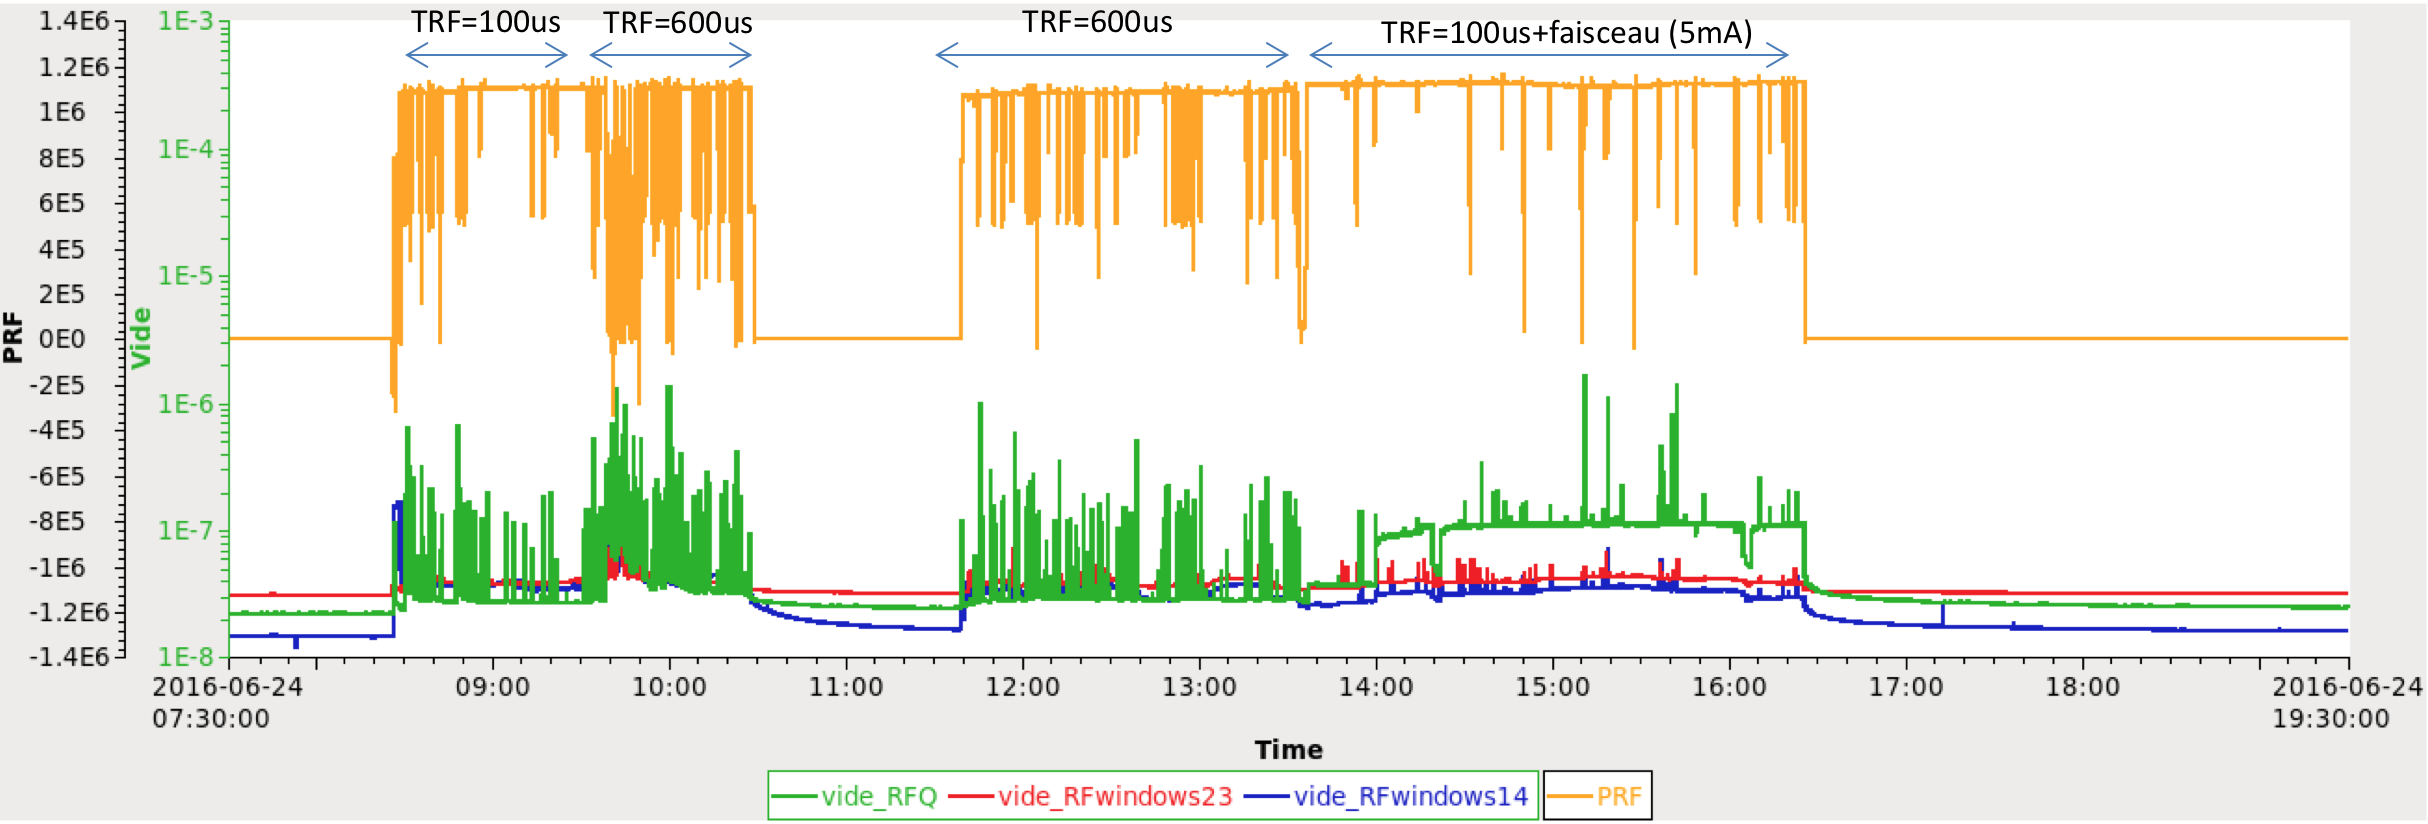 TRF=100us TRF=600us TRF=600us TRF=100us+faisceau (5mA)
1.4E6 1E-3
1.2E6
1E6
8E5 1E-4
6E5
4E5
2E5 1E-5
0E0
-2E5
-4E5 1E-6
-6E5
-8E5 1E-7
-1E6
-1.2E6
-1.4E6 1E-8
PRF
Vide
2016-06-24 09:00 10:00 11:00 12:00 13:00 14:00 15:00 16:00 17:00 18:00 2016-06-24
07:30:00 19:30:00
Time
vide_RFQ vide_RFwindows23 vide_RFwindows14 PRF